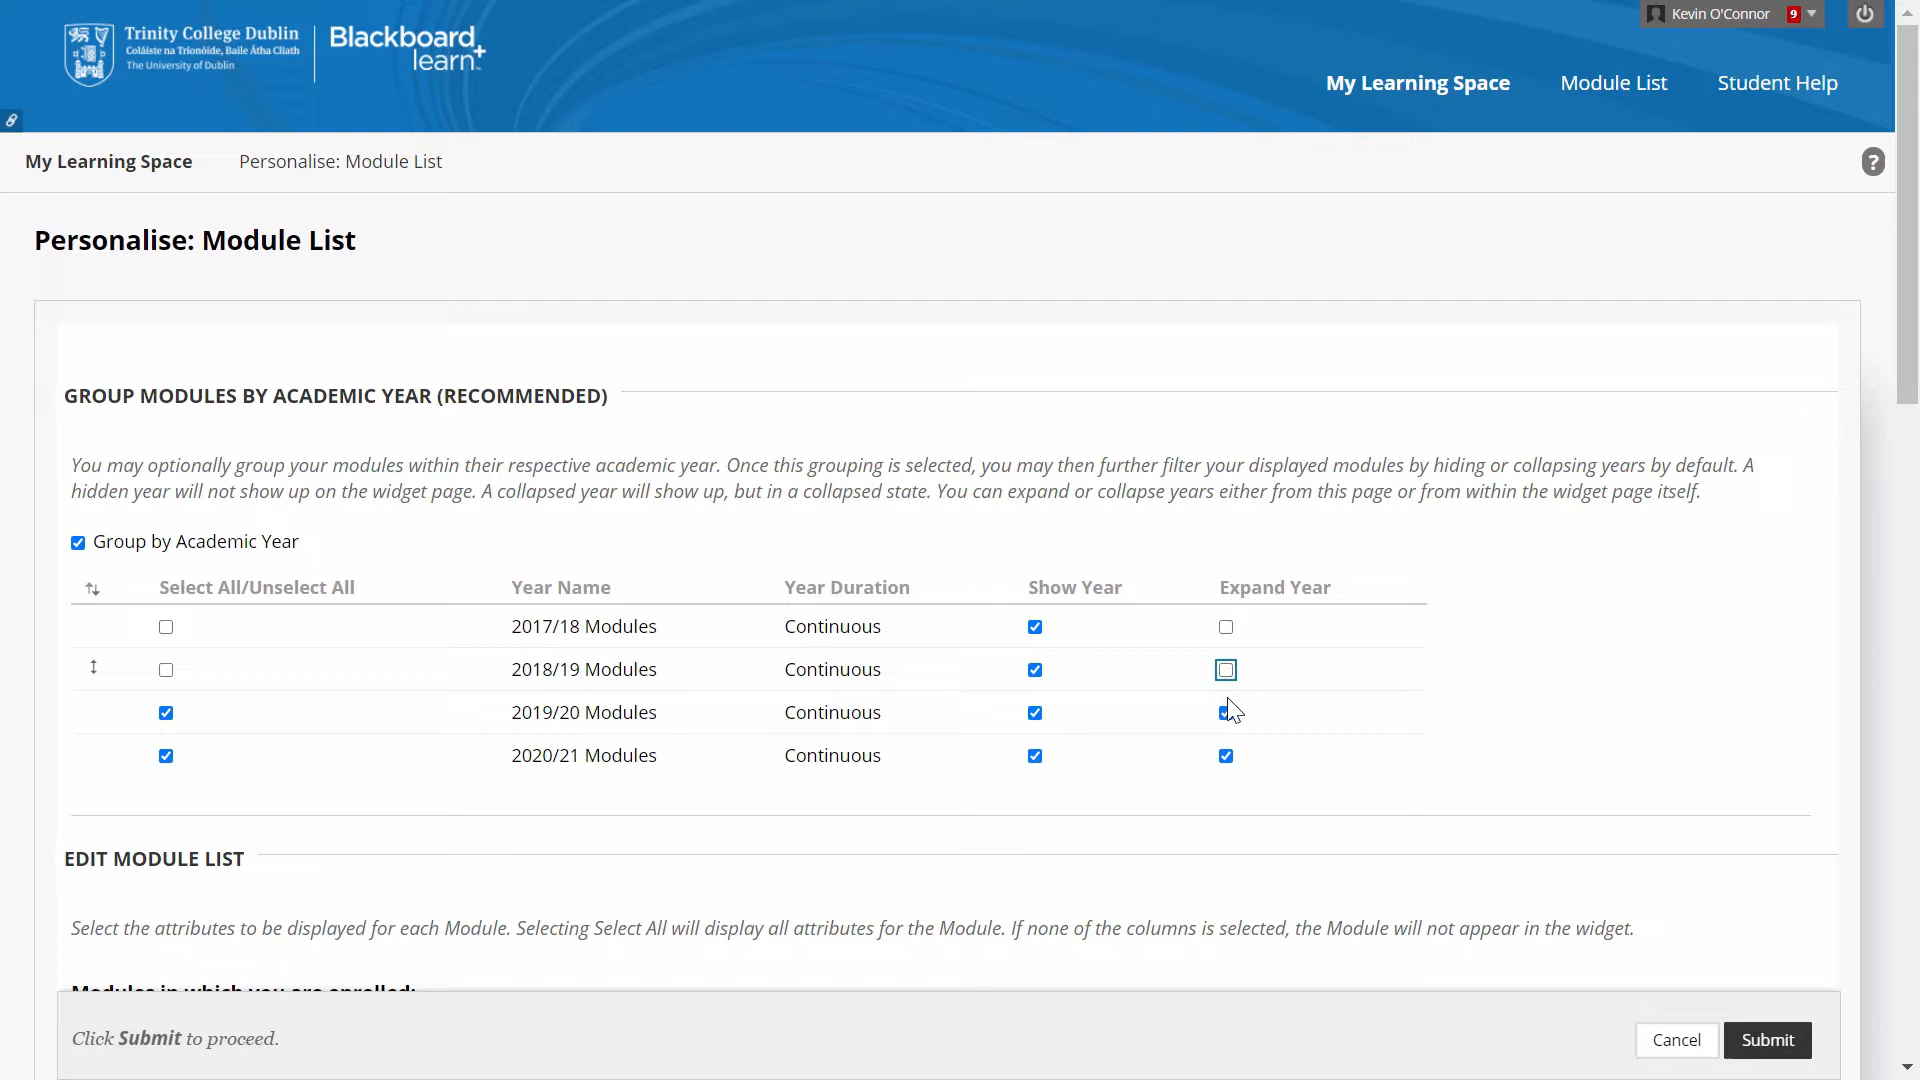 Kevin O'Connor 9
Trinity College Dublin
Coláiste na Tríonóide, Baile Átha Cliath
The University of Dublin
Blackboard
learn+
My Learning Space Module List Student Help
My Learning Space Personalise: Module List ?
Personalise: Module List
GROUP MODULES BY ACADEMIC YEAR (RECOMMENDED)
You may optionally group your modules within their respective academic year. Once this grouping is selected, you may then further filter your displayed modules by hiding or collapsing years by default. A
hidden year will not show up on the widget page. A collapsed year will show up, but in a collapsed state. You can expand or collapse years either from this page or from within the widget page itself.
Group by Academic Year
Select All/Unselect All Year Name Year Duration Show Year Expand Year
2017/18 Modules Continuous
2018/19 Modules Continuous
2019/20 Modules Continuous
2020/21 Modules Continuous
EDIT MODULE LIST
Select the attributes to be displayed for each Module. Selecting Select All will display all attributes for the Module. If none of the columns is selected, the Module will not appear in the widget.
Modules in which you are enrolled:
Click Submit to proceed.
Cancel Submit